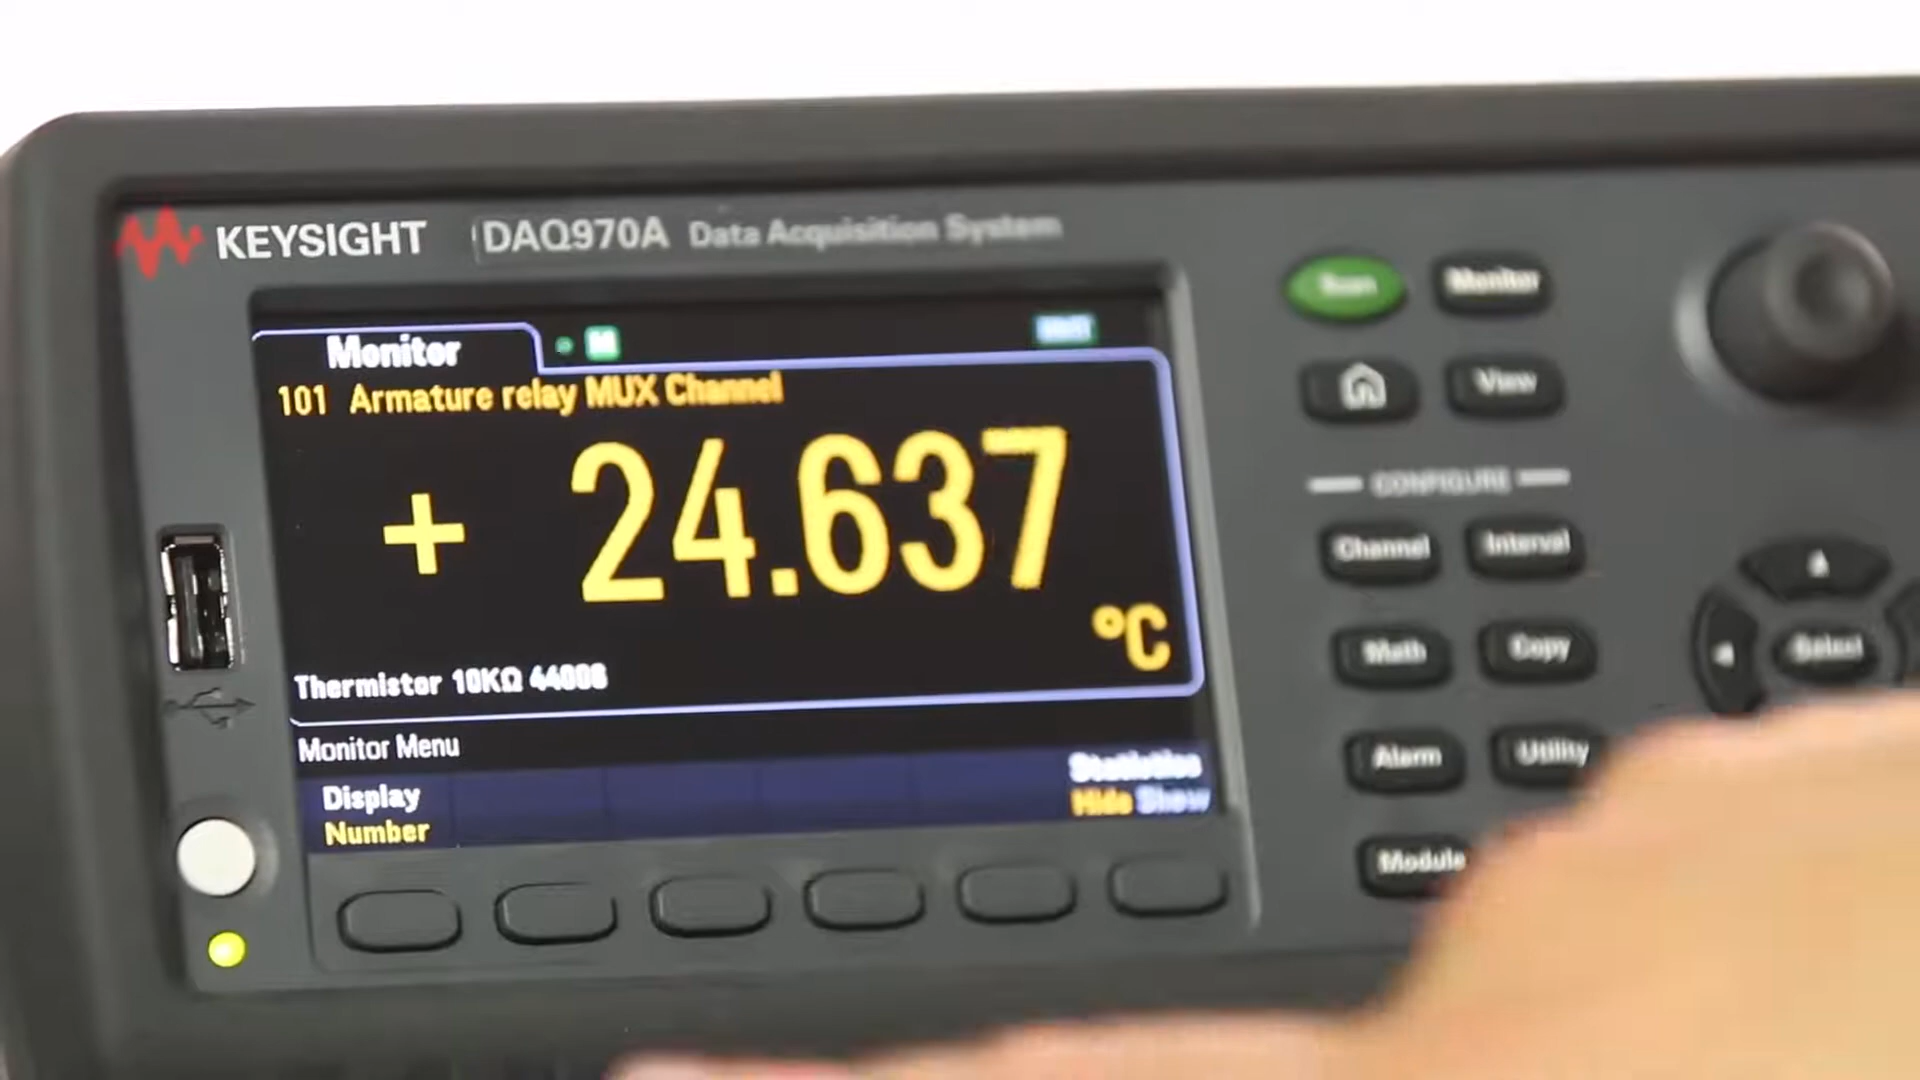 KEYSIGHT DAQ970A Data Acquisition System
Monitor M
101 Armature relay MUX Channel
+ 24.637
°C
Thermistor 10KΩ 44006
Monitor Menu
Display
Number
Statistics
Hide Show
Scan Monitor
View
CONFIGURE
Channel Interval
Math Copy
Select
Alarm Utility
Module